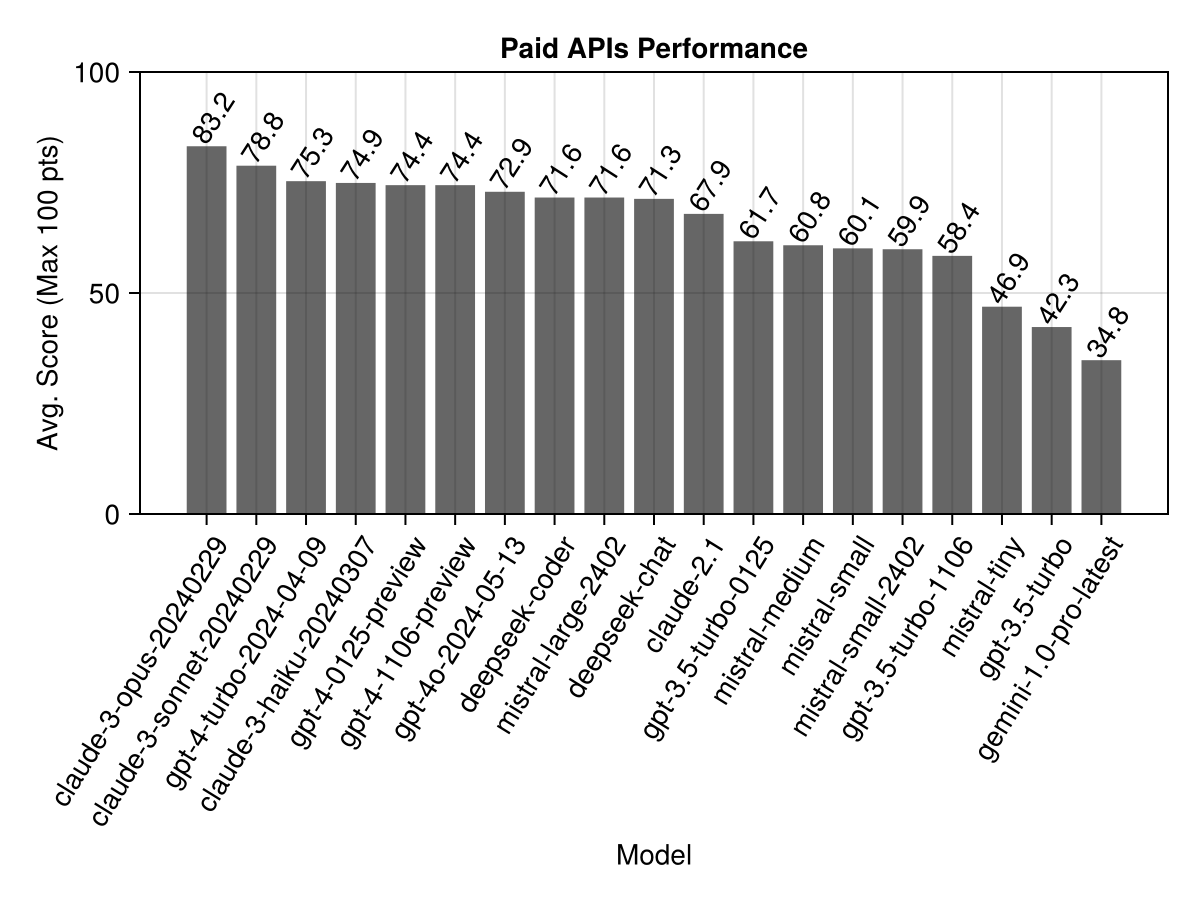 Paid APIs Performance
Avg. Score (Max 100 pts)
100
50
0
83.2
78.8
75.3
74.9
74.4
74.4
72.9
71.6
71.6
71.3
67.9
61.7
60.8
60.1
59.9
58.4
46.9
42.3
34.8
claude-3-opus-20240229
claude-3-sonnet-20240229
gpt-4-turbo-2024-04-09
claude-3-haiku-20240307
gpt-4-0125-preview
gpt-4-1106-preview
gpt-4o-2024-05-13
deepseek-coder
mistral-large-2402
deepseek-chat
claude-2.1
gpt-3.5-turbo-0125
mistral-medium
mistral-small
mistral-small-2402
gpt-3.5-turbo-1106
mistral-tiny
gpt-3.5-turbo
gemini-1.0-pro-latest
Model